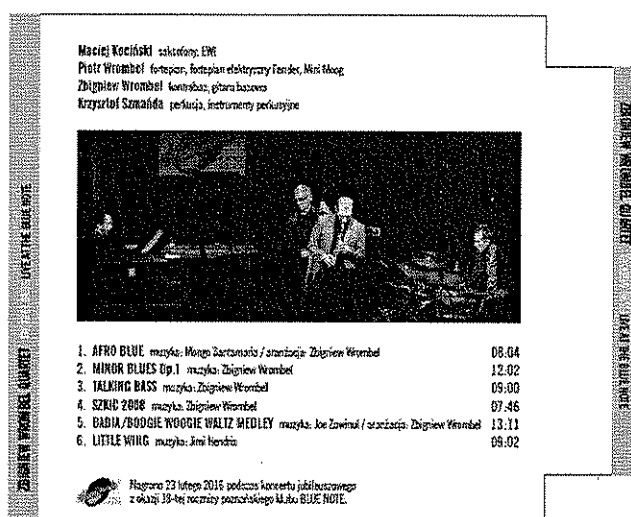 Maciej Kociński saksofony, EWI
Piotr Wrombel fortepian, fortepian elektryczny Fender, Mini Moog
Zbigniew Wrombel kontrabas, gitara basowa
Krzysztof Szmańda perkusja, instrumenty perkusyjne
ZBIGNIEW WROMBEL QUARTET LIVE AT THE BLUE NOTE
ZBIGNIEW WROMBEL QUARTET LIVE AT THE BLUE NOTE
1. AFRO BLUE muzyka: Mongo Santamaria / aranżacja: Zbigniew Wrombel 08:04
2. MINOR BLUES Op.1 muzyka: Zbigniew Wrombel 12:02
3. TALKING BASS muzyka: Zbigniew Wrombel 09:00
4. SZKIC 2008 muzyka: Zbigniew Wrombel 07:46
5. BADIA/BOOGIE WOOGIE WALTZ MEDLEY muzyka: Joe Zawinul / aranżacja: Zbigniew Wrombel 13:11
6. LITTLE WING muzyka: Jimi Hendrix 09:02
Nagrano 23 lutego 2016 podczas koncertu jubileuszowego
z okazji 18-tej rocznicy poznańskiego klubu BLUE NOTE.